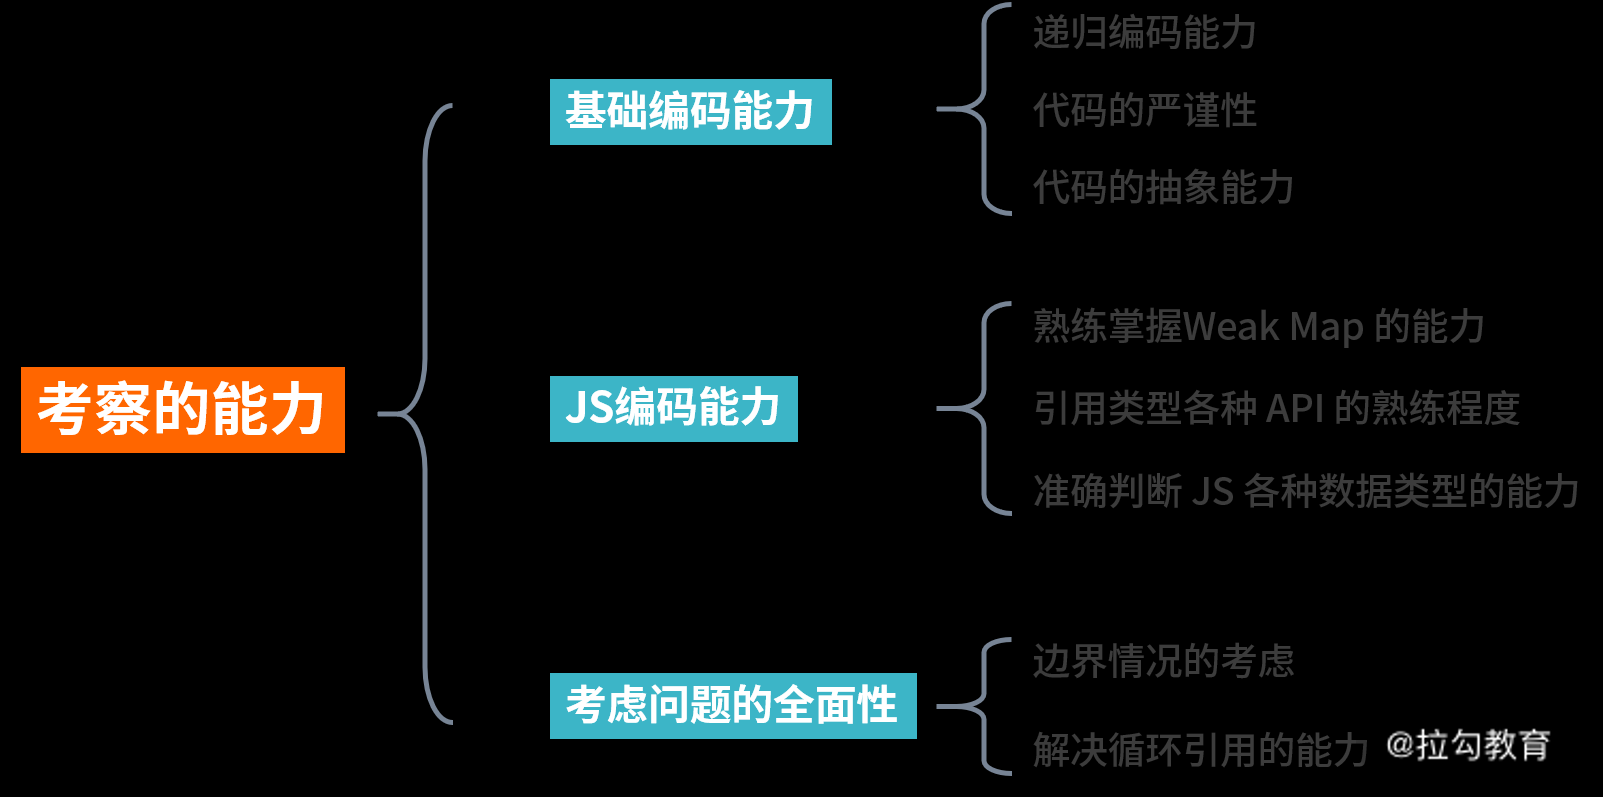 考察的能力
基础编码能力
递归编码能力
代码的严谨性
代码的抽象能力
JS编码能力
熟练掌握Weak Map 的能力
引用类型各种 API 的熟练程度
准确判断 JS 各种数据类型的能力
考虑问题的全面性
边界情况的考虑
解决循环引用的能力
@拉勾教育